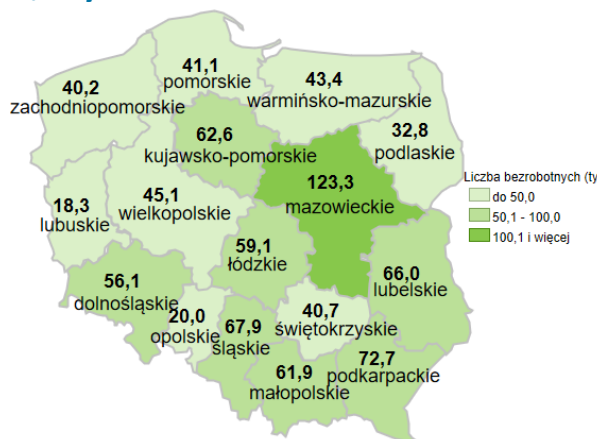 41,1
pomorskie
40,2
zachodniopomorskie
43,4
warmińsko-mazurskie
62,6
kujawsko-pomorskie
32,8
podlaskie
123,3
mazowieckie
18,3
lubuskie
45,1
wielkopolskie
59,1
łódzkie
66,0
lubelskie
56,1
dolnośląskie
20,0
opolskie
67,9
śląskie
40,7
świętokrzyskie
61,9
małopolskie
72,7
podkarpackie
Liczba bezrobotnych (ty
do 50,0
50,1 - 100,0
100,1 i więcej